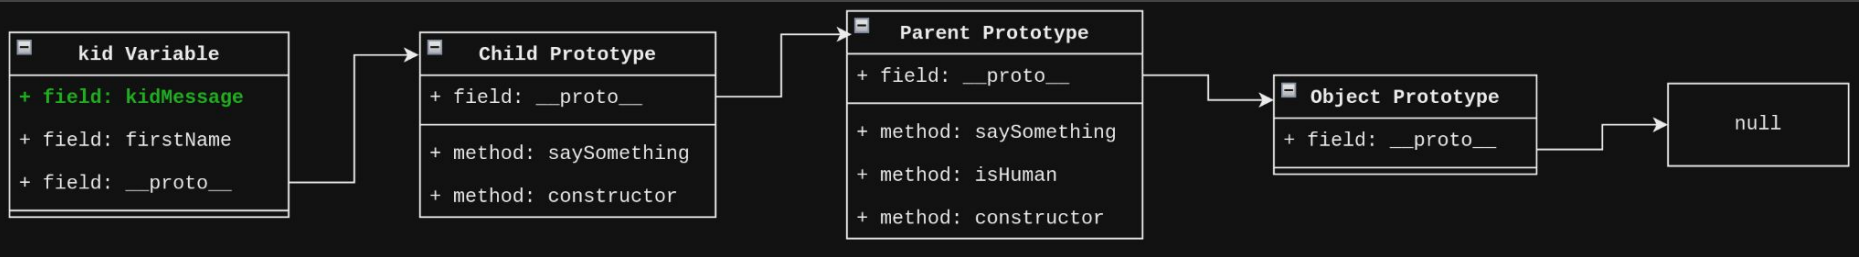 kid Variable
+ field: kidMessage
+ field: firstName
+ field: __proto__
Child Prototype
+ field: __proto__
+ method: saySomething
+ method: constructor
Parent Prototype
+ field: __proto__
+ method: saySomething
+ method: isHuman
+ method: constructor
Object Prototype
+ field: __proto__
null